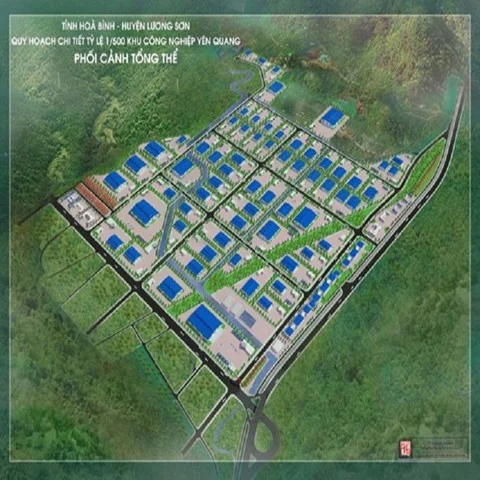 TỈNH HOÀ BÌNH - HUYỆN LƯƠNG SƠN
QUY HOẠCH CHI TIẾT TỶ LỆ 1/500 KHU CÔNG NGHIỆP YÊN QUANG
PHỐI CẢNH TỔNG THỂ